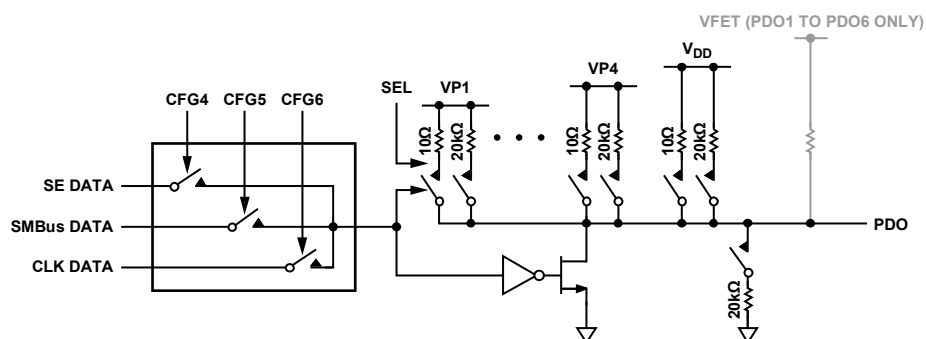 VFET (PDO1 TO PDO6 ONLY)
VDD
VP4
SEL
VP1
CFG4
CFG5
CFG6
10Ω
20kΩ
10Ω
20kΩ
10Ω
20kΩ
SE DATA
SMBus DATA
PDO
CLK DATA
20kΩ